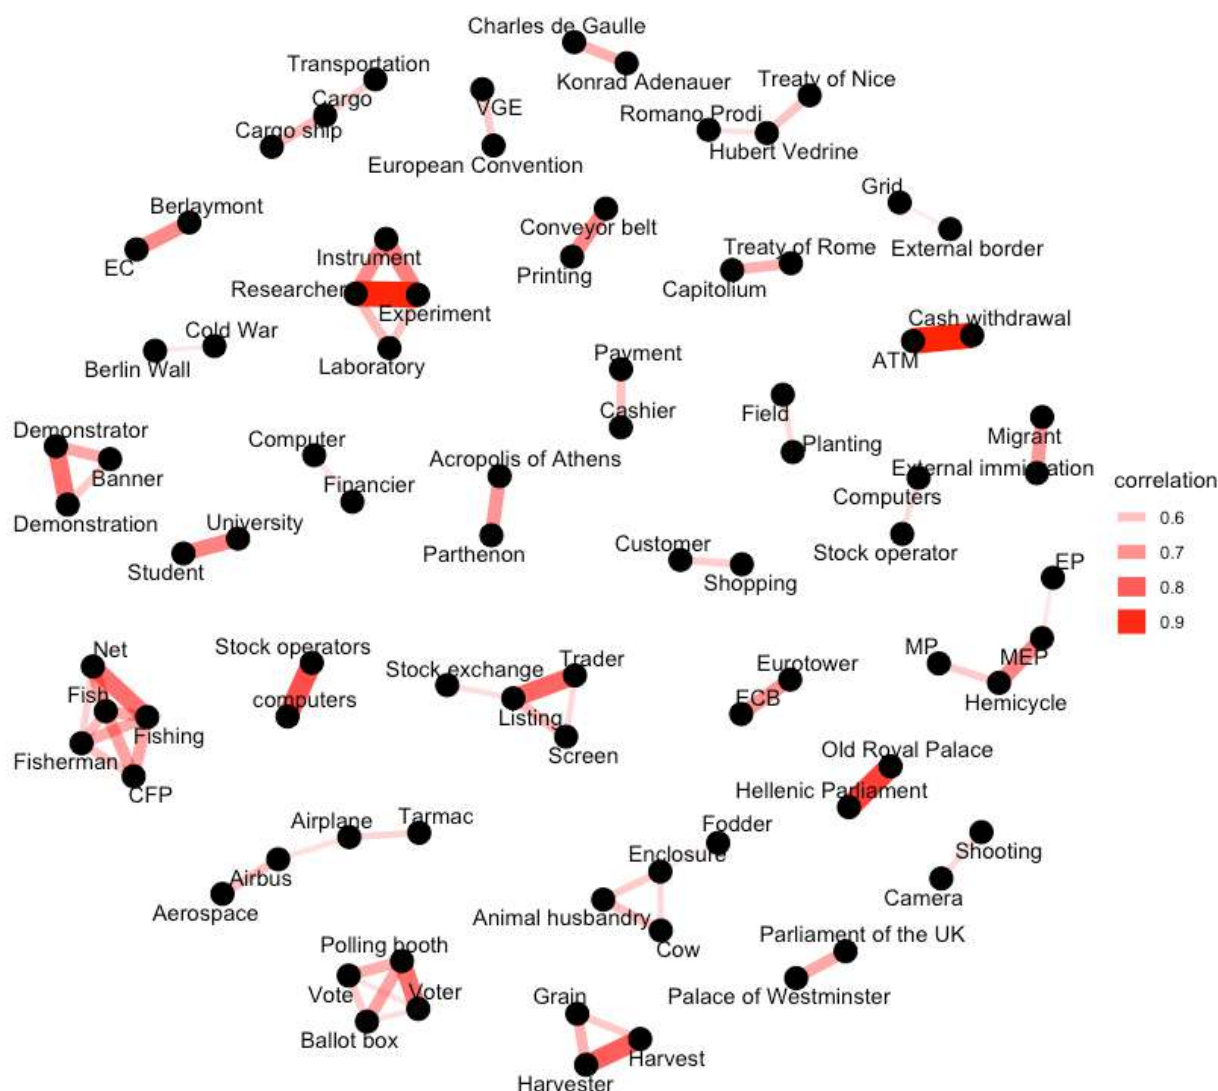 Charles de Gaulle
Konrad Adenauer
Transportation
Cargo
Cargo ship
VGE
European Convention
Treaty of Nice
Romano Prodi
Hubert Vedrine
Grid
External border
Berlaymont
EC
Instrument
Researcher
Experiment
Laboratory
Conveyor belt
Printing
Treaty of Rome
Capitolium
Cash withdrawal
ATM
Cold War
Berlin Wall
Payment
Cashier
Field
Planting
Migrant
External immigration
Computers
Stock operator
correlation
0.6
0.7
0.8
0.9
Demonstrator
Banner
Demonstration
Computer
Financier
Acropolis of Athens
Parthenon
University
Student
Customer
Shopping
EP
MP
MEP
Hemicycle
Net
Fish
Fishing
Fisherman
CFP
Stock operators
computers
Stock exchange
Trader
Listing
Screen
Eurotower
ECB
Old Royal Palace
Hellenic Parliament
Airplane
Tarmac
Airbus
Aerospace
Fodder
Enclosure
Animal husbandry
Cow
Shooting
Camera
Polling booth
Vote
Voter
Ballot box
Parliament of the UK
Palace of Westminster
Grain
Harvest
Harvester